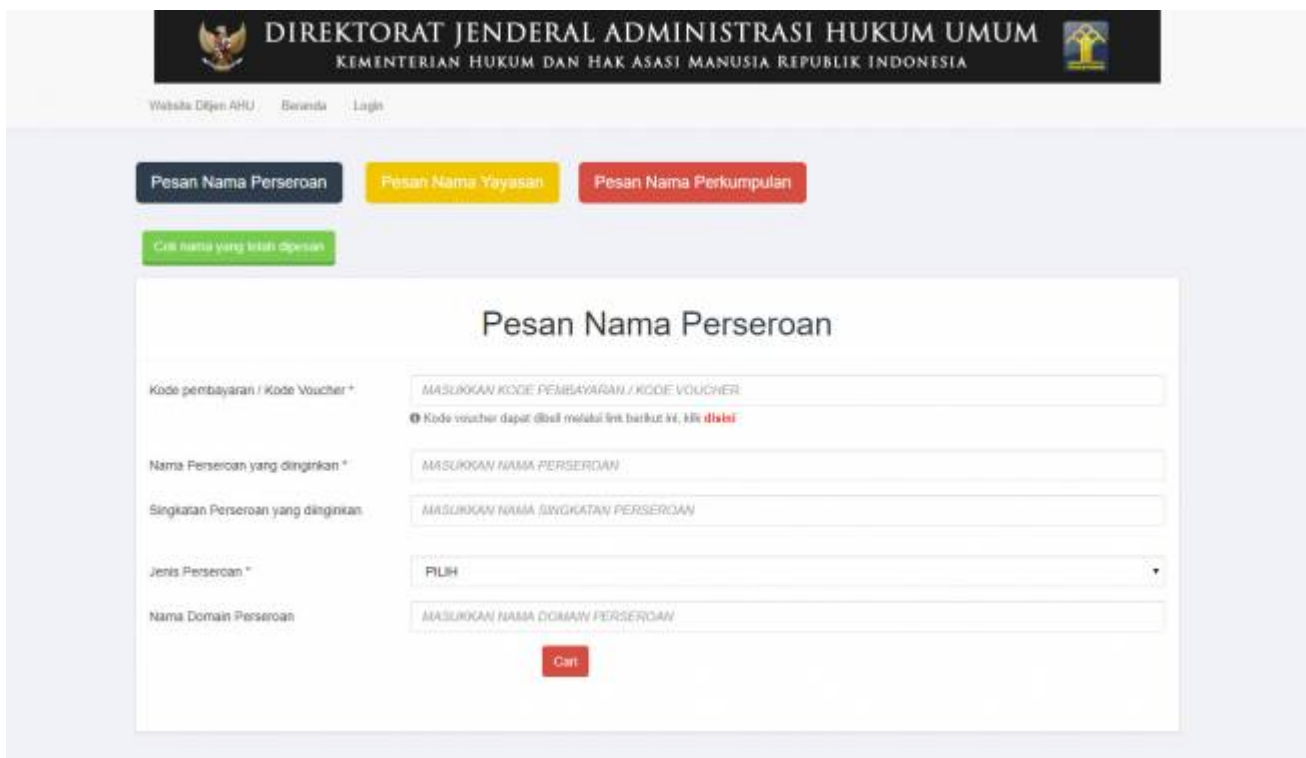 DIREKTORAT JENDERAL ADMINISTRASI HUKUM UMUM
KEMENTERIAN HUKUM DAN HAK ASASI MANUSIA REPUBLIK INDONESIA
Website Ditjen AHU Beranda Login
Pesan Nama Perseroan Pesan Nama Yayasan Pesan Nama Perkumpulan
Cek nama yang telah dipesan
Pesan Nama Perseroan
Kode pembayaran / Kode Voucher * MASUKKAN KODE PEMBAYARAN / KODE VOUCHER
Kode voucher dapat dibeli melalui link berikut ini, klik disini
Nama Perseroan yang diinginkan * MASUKKAN NAMA PERSEROAN
Singkatan Perseroan yang diinginkan MASUKKAN NAMA SINGKATAN PERSEROAN
Jenis Perseroan * PILIH
Nama Domain Perseroan MASUKKAN NAMA DOMAIN PERSEROAN
Cari